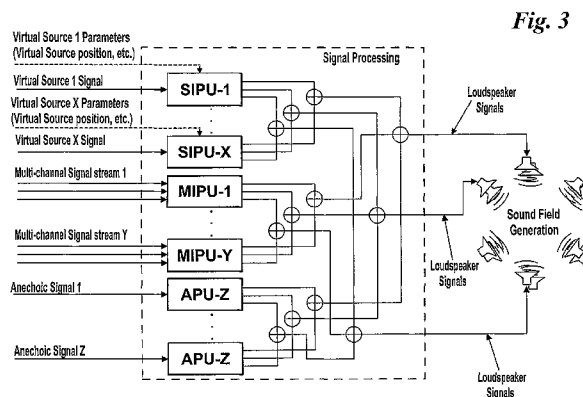 Fig. 3
Virtual Source 1 Parameters
(Virtual Source position, etc.)
Signal Processing
Virtual Source 1 Signal
SIPU-1
Virtual Source X Parameters
(Virtual Source position, etc.)
Virtual Source X Signal
SIPU-X
Multi-channel Signal stream 1
MIPU-1
Multi-channel Signal stream Y
MIPU-Y
Anechoic Signal 1
APU-Z
Anechoic Signal Z
APU-Z
Loudspeaker
Signals
Sound Field
Generation
Loudspeaker
Signals
Loudspeaker
Signals